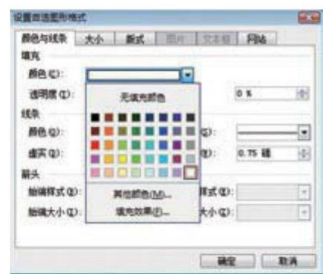 设置自选图形格式
颜色与线条 大小 版式 图片 文本框 网站
填充
颜色(C):
无填充颜色
透明度(T): 0 %
线条
颜色(O):
虚实(D): 0.75 磅
箭头
其他颜色(M)...
始端样式(B):
填充效果(F)...
始端大小(I): 大小(Q):
确定 取消